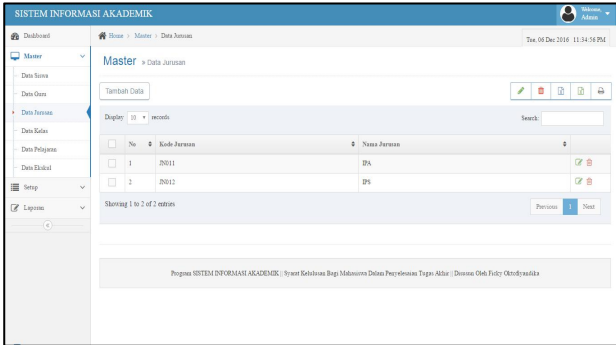 SISTEM INFORMASI AKADEMIK
Welcome,
Admin
Dashboard
Master
Data Siswa
Data Guru
Data Jurusan
Data Kelas
Data Pelajaran
Data Ekskul
Setup
Laporan
Home > Master > Data Jurusan
Tue, 06 Dec 2016 11:34:56 PM
Master » Data Jurusan
Tambah Data
Display 10 records
Search:
No Kode Jurusan Nama Jurusan
1 JN011 IPA
2 JN012 IPS
Showing 1 to 2 of 2 entries
Previous 1 Next
Program SISTEM INFORMASI AKADEMIK || Syarat Kelulusan Bagi Mahasiswa Dalam Penyelesaian Tugas Akhir || Disusun Oleh Ficky Oktofiyandika